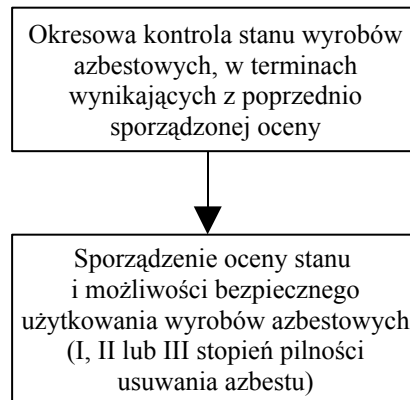 Okresowa kontrola stanu wyrobów
azbestowych, w terminach
wynikających z poprzednio
sporządzonej oceny
Sporządzenie oceny stanu
i możliwości bezpiecznego
użytkowania wyrobów azbestowych
(I, II lub III stopień pilności
usuwania azbestu)